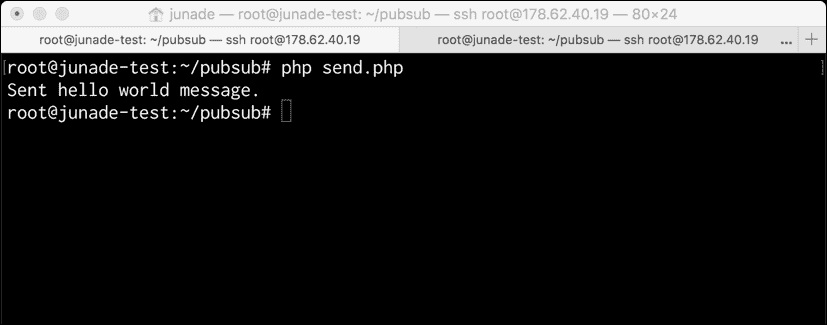 junade — root@junade-test: ~/pubsub — ssh root@178.62.40.19 — 80×24
root@junade-test: ~/pubsub — ssh root@178.62.40.19
root@junade-test: ~/pubsub — ssh root@178.62.40.19 ... +
root@junade-test:~/pubsub# php send.php
Sent hello world message.
root@junade-test:~/pubsub#